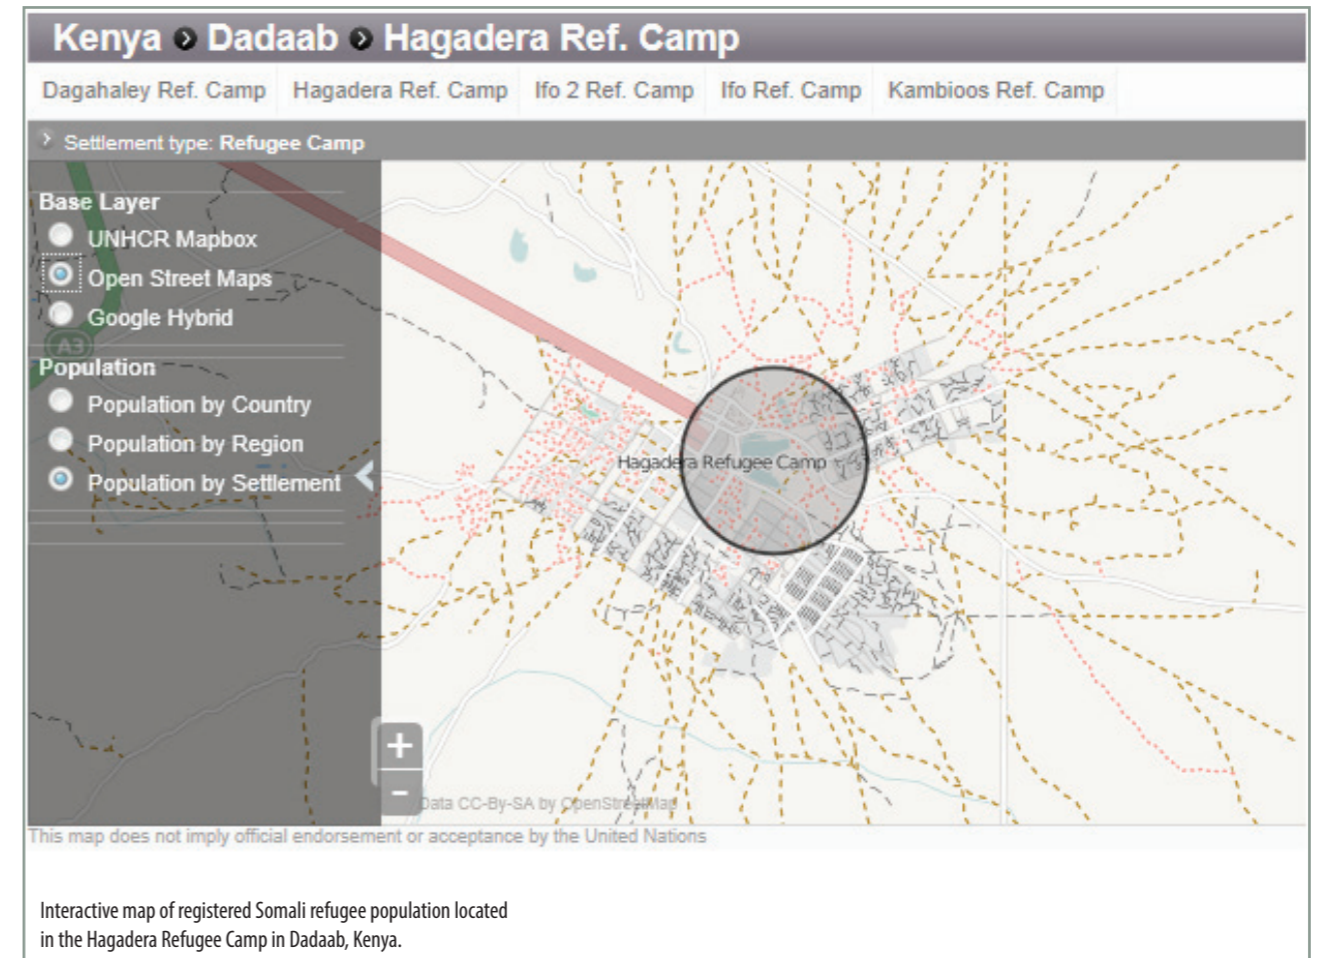 Kenya Dadaab Hagadera Ref. Camp
Dagahaley Ref. Camp Hagadera Ref. Camp Ifo 2 Ref. Camp Ifo Ref. Camp Kambioos Ref. Camp
Settlement type: Refugee Camp
Base Layer
UNHCR Mapbox
Open Street Maps
Google Hybrid
A3
Population
Population by Country
Population by Region
Population by Settlement
Hagadera Refugee Camp
+
-
Data CC-By-SA by OpenStreetMap
This map does not imply official endorsement or acceptance by the United Nations
Interactive map of registered Somali refugee population located
in the Hagadera Refugee Camp in Dadaab, Kenya.